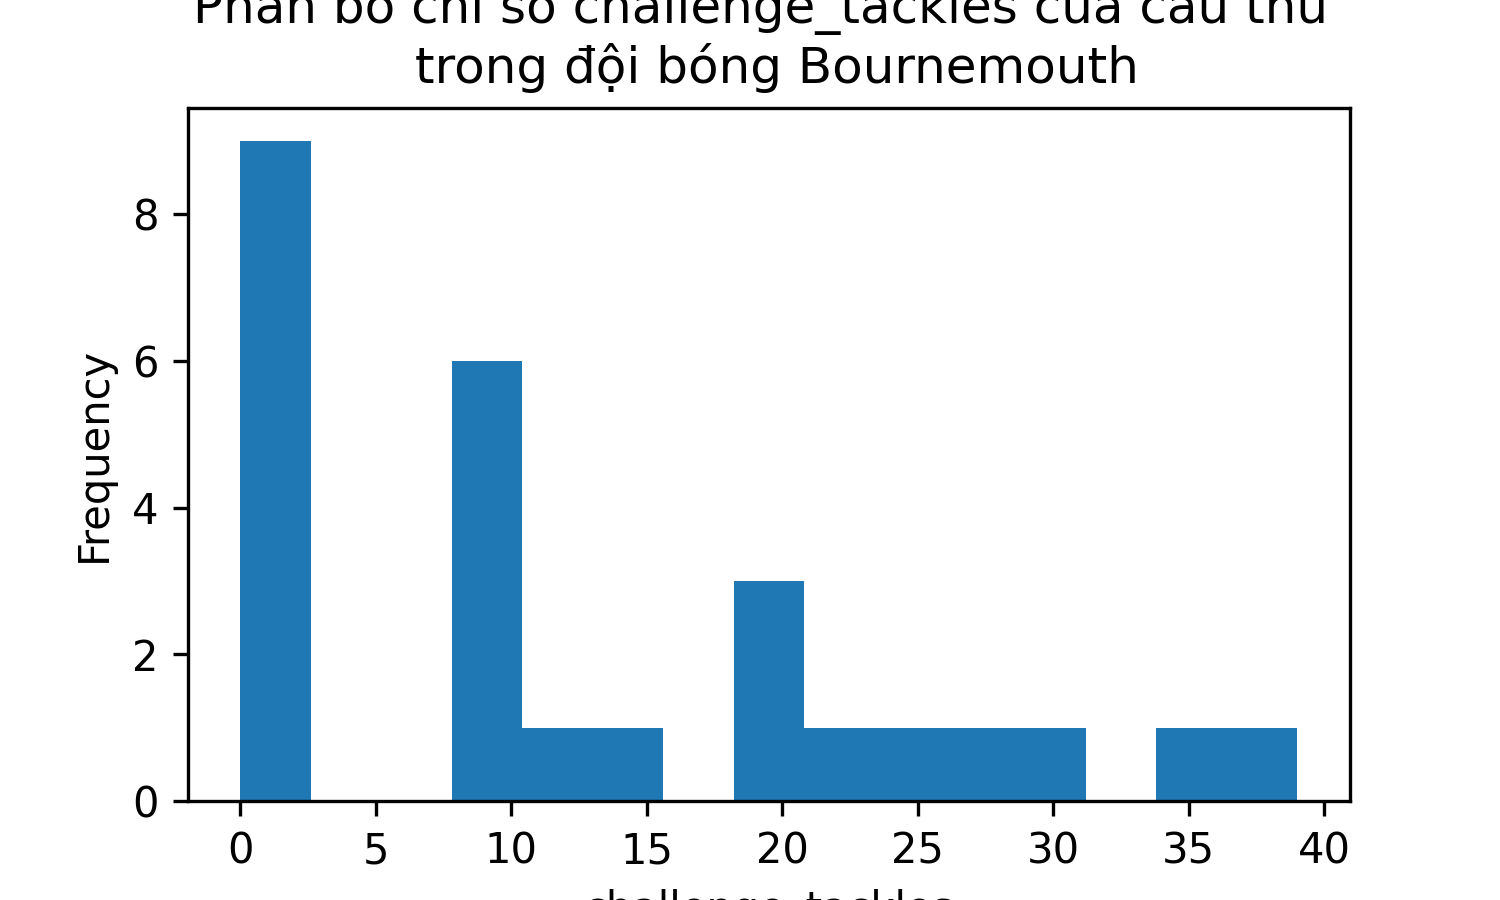 Phân bố chỉ số challenge_tackles của cầu thủ
trong đội bóng Bournemouth
8
6
4
2
0
Frequency
0 5 10 15 20 25 30 35 40
challenge_tackles